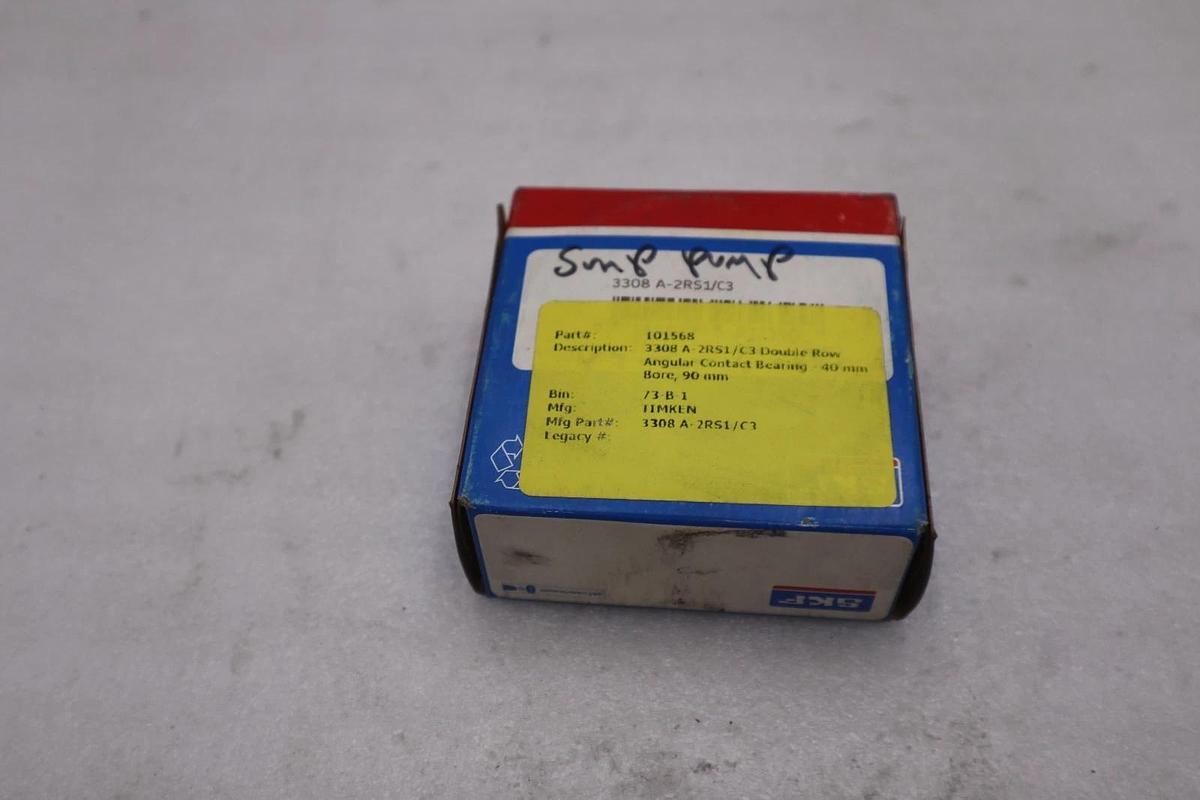 Sump Pump
3308 A-2RS1/C3
Part#: 101568
Description: 3308 A-2RS1/C3 Double Row
Angular Contact Bearing - 40 mm
Bore, 90 mm
Bin: 73-B-1
Mfg: TIMKEN
Mfg Part#: 3308 A-2RS1/C3
Legacy #:
SKF